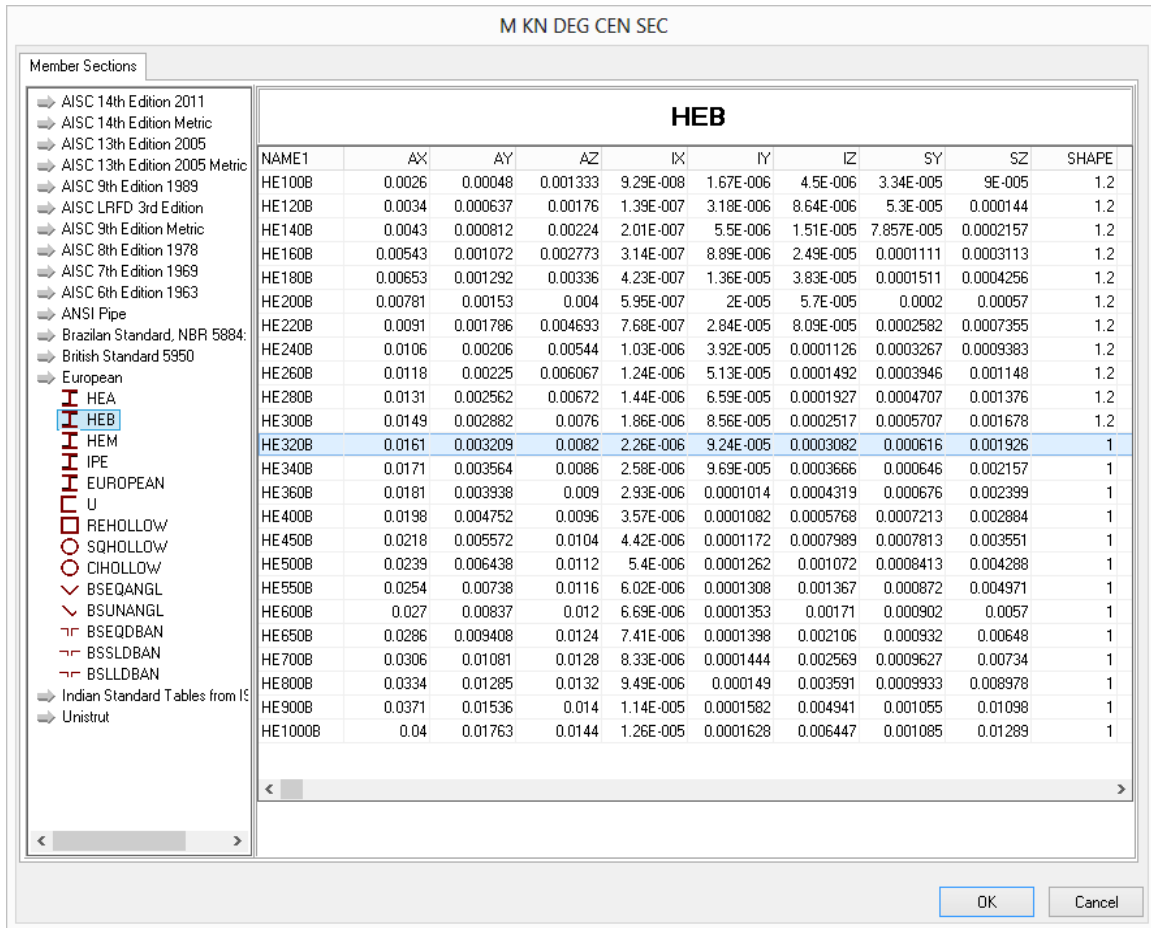 M KN DEG CEN SEC
Member Sections
AISC 14th Edition 2011
AISC 14th Edition Metric
AISC 13th Edition 2005
AISC 13th Edition 2005 Metric
AISC 9th Edition 1989
AISC LRFD 3rd Edition
AISC 9th Edition Metric
AISC 8th Edition 1978
AISC 7th Edition 1969
AISC 6th Edition 1963
ANSI Pipe
Brazilan Standard, NBR 5884:
British Standard 5950
European
HEA
HEB
HEM
IPE
EUROPEAN
U
REHOLLOW
SQHOLLOW
CIHOLLOW
BSEQANGL
BSUNANGL
BSEQDBAN
BSSLDBAN
BSLLDBAN
Indian Standard Tables from IS
Unistrut
HEB
NAME1 AX AY AZ IX IY IZ SY SZ SHAPE
HE100B 0.0026 0.00048 0.001333 9.29E-008 1.67E-006 4.5E-006 3.34E-005 9E-005 1.2
HE120B 0.0034 0.000637 0.00176 1.39E-007 3.18E-006 8.64E-006 5.3E-005 0.000144 1.2
HE140B 0.0043 0.000812 0.00224 2.01E-007 5.5E-006 1.51E-005 7.857E-005 0.0002157 1.2
HE160B 0.00543 0.001072 0.002773 3.14E-007 8.89E-006 2.49E-005 0.0001111 0.0003113 1.2
HE180B 0.00653 0.001292 0.00336 4.23E-007 1.36E-005 3.83E-005 0.0001511 0.0004256 1.2
HE200B 0.00781 0.00153 0.004 5.95E-007 2E-005 5.7E-005 0.0002 0.00057 1.2
HE220B 0.0091 0.001786 0.004693 7.68E-007 2.84E-005 8.09E-005 0.0002582 0.0007355 1.2
HE240B 0.0106 0.00206 0.00544 1.03E-006 3.92E-005 0.0001126 0.0003267 0.0009383 1.2
HE260B 0.0118 0.00225 0.006067 1.24E-006 5.13E-005 0.0001492 0.0003946 0.001148 1.2
HE280B 0.0131 0.002562 0.00672 1.44E-006 6.59E-005 0.0001927 0.0004707 0.001376 1.2
HE300B 0.0149 0.002882 0.0076 1.86E-006 8.56E-005 0.0002517 0.0005707 0.001678 1.2
HE320B 0.0161 0.003209 0.0082 2.26E-006 9.24E-005 0.0003082 0.000616 0.001926 1
HE340B 0.0171 0.003564 0.0086 2.58E-006 9.69E-005 0.0003666 0.000646 0.002157 1
HE360B 0.0181 0.003938 0.009 2.93E-006 0.0001014 0.0004319 0.000676 0.002399 1
HE400B 0.0198 0.004752 0.0096 3.57E-006 0.0001082 0.0005768 0.0007213 0.002884 1
HE450B 0.0218 0.005572 0.0104 4.42E-006 0.0001172 0.0007989 0.0007813 0.003551 1
HE500B 0.0239 0.006438 0.0112 5.4E-006 0.0001262 0.001072 0.0008413 0.004288 1
HE550B 0.0254 0.00738 0.0116 6.02E-006 0.0001308 0.001367 0.000872 0.004971 1
HE600B 0.027 0.00837 0.012 6.69E-006 0.0001353 0.00171 0.000902 0.0057 1
HE650B 0.0286 0.009408 0.0124 7.41E-006 0.0001398 0.002106 0.000932 0.00648 1
HE700B 0.0306 0.01081 0.0128 8.33E-006 0.0001444 0.002569 0.0009627 0.00734 1
HE800B 0.0334 0.01285 0.0132 9.49E-006 0.000149 0.003591 0.0009933 0.008978 1
HE900B 0.0371 0.01536 0.014 1.14E-005 0.0001582 0.004941 0.001055 0.01098 1
HE1000B 0.04 0.01763 0.0144 1.26E-005 0.0001628 0.006447 0.001085 0.01289 1
OK Cancel